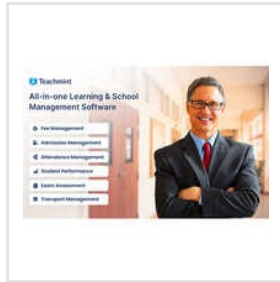 Teachmint
All-in-one Learning & School
Management Software
Fee Management
Admission Management
Attendance Management
Student Performance
Exam Assessment
Transport Management